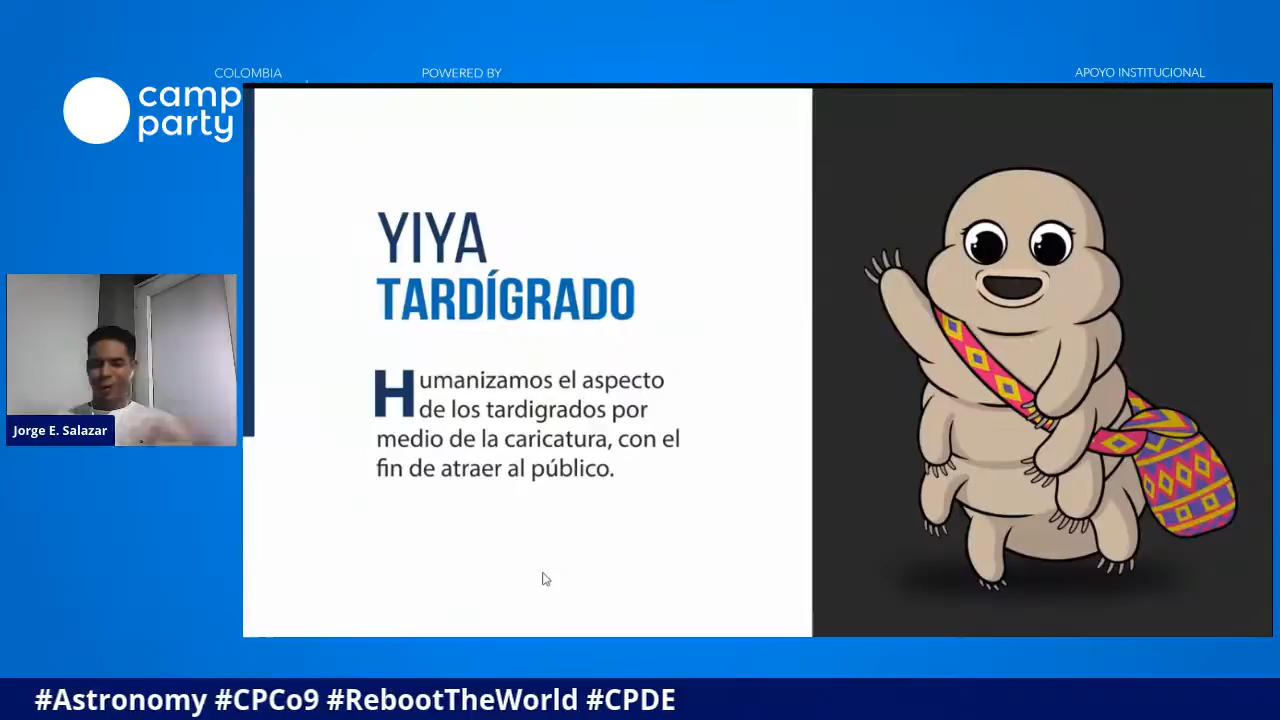 COLOMBIA
POWERED BY
APOYO INSTITUCIONAL
camp
party
YIYA
TARDÍGRADO
Humanizamos el aspecto
de los tardigrados por
medio de la caricatura, con el
fin de atraer al público.
Jorge E. Salazar
#Astronomy #CPCo9 #RebootTheWorld #CPDE